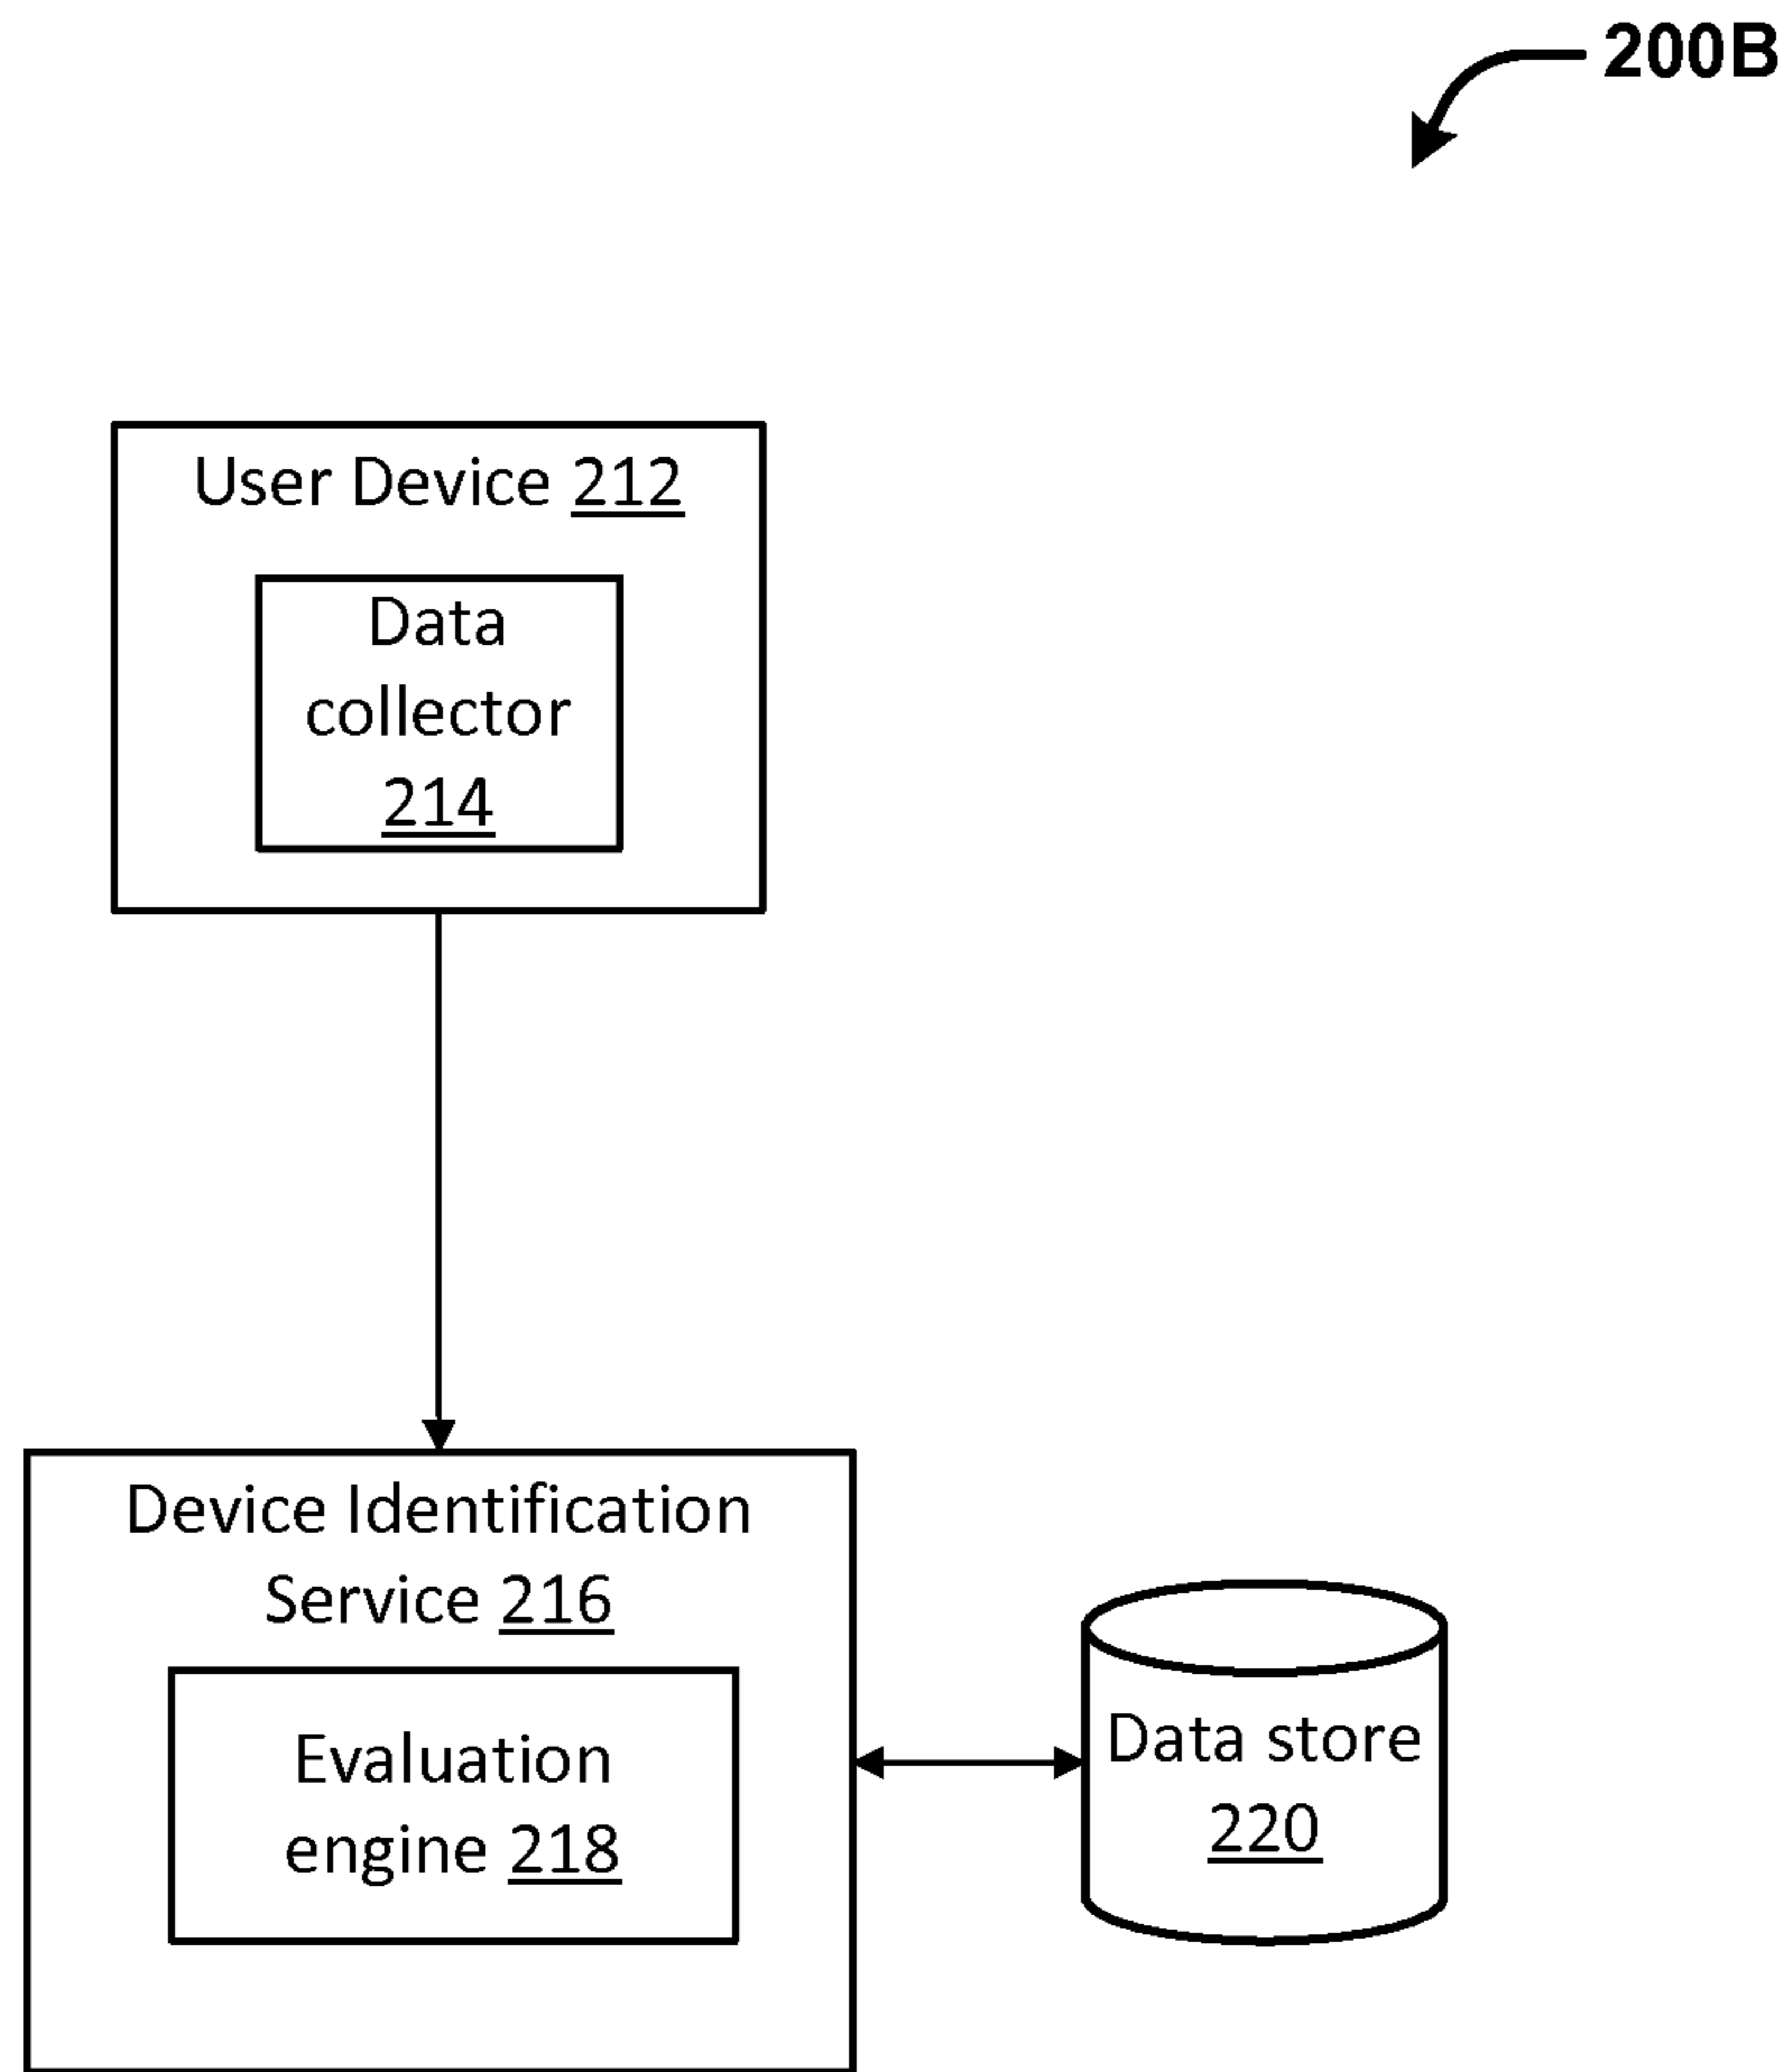 200B
User Device 212
Data
collector
214
Device Identification
Service 216
Evaluation
engine 218
Data store
220